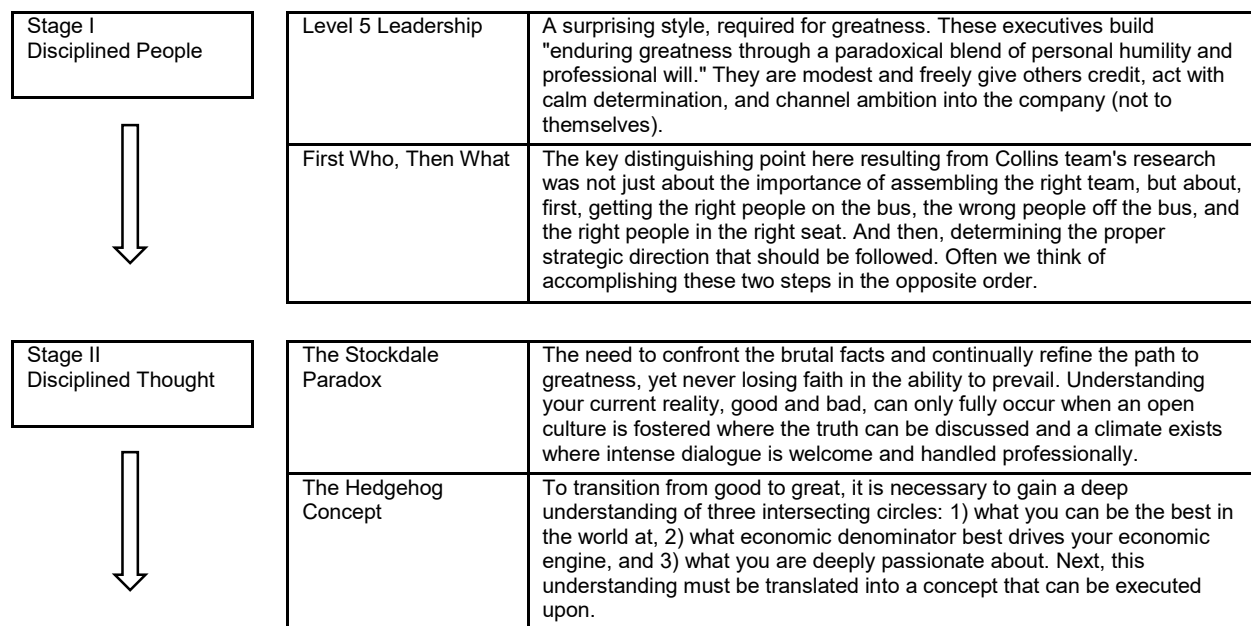 Stage I
Disciplined People
Level 5 Leadership
A surprising style, required for greatness. These executives build
"enduring greatness through a paradoxical blend of personal humility and
professional will." They are modest and freely give others credit, act with
calm determination, and channel ambition into the company (not to
themselves).
First Who, Then What
The key distinguishing point here resulting from Collins team's research
was not just about the importance of assembling the right team, but about,
first, getting the right people on the bus, the wrong people off the bus, and
the right people in the right seat. And then, determining the proper
strategic direction that should be followed. Often we think of
accomplishing these two steps in the opposite order.
Stage II
Disciplined Thought
The Stockdale
Paradox
The need to confront the brutal facts and continually refine the path to
greatness, yet never losing faith in the ability to prevail. Understanding
your current reality, good and bad, can only fully occur when an open
culture is fostered where the truth can be discussed and a climate exists
where intense dialogue is welcome and handled professionally.
The Hedgehog
Concept
To transition from good to great, it is necessary to gain a deep
understanding of three intersecting circles: 1) what you can be the best in
the world at, 2) what economic denominator best drives your economic
engine, and 3) what you are deeply passionate about. Next, this
understanding must be translated into a concept that can be executed
upon.